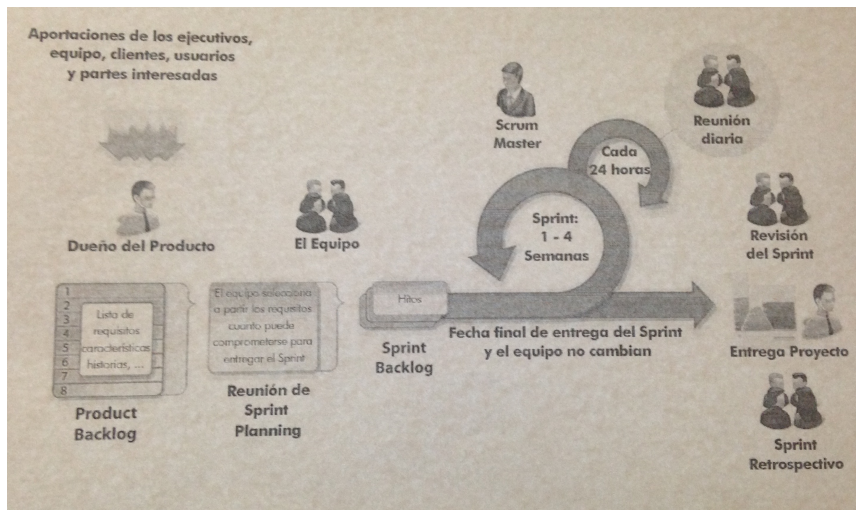 Aportaciones de los ejecutivos,
equipo, clientes, usuarios
y partes interesadas
Dueño del Producto
El Equipo
1
2
3
4
5
6
7
8
Lista de
requisitos
características
historias, ...
Product
Backlog
El equipo selecciona
a partir los requisitos
cuanto puede
comprometerse para
entregar el Sprint
Reunión de
Sprint
Planning
Hitos
Sprint
Backlog
Scrum
Master
Cada
24 horas
Sprint:
1 - 4
Semanas
Fecha final de entrega del Sprint
y el equipo no cambian
Reunión
diaria
Revisión
del Sprint
Entrega Proyecto
Sprint
Retrospectivo